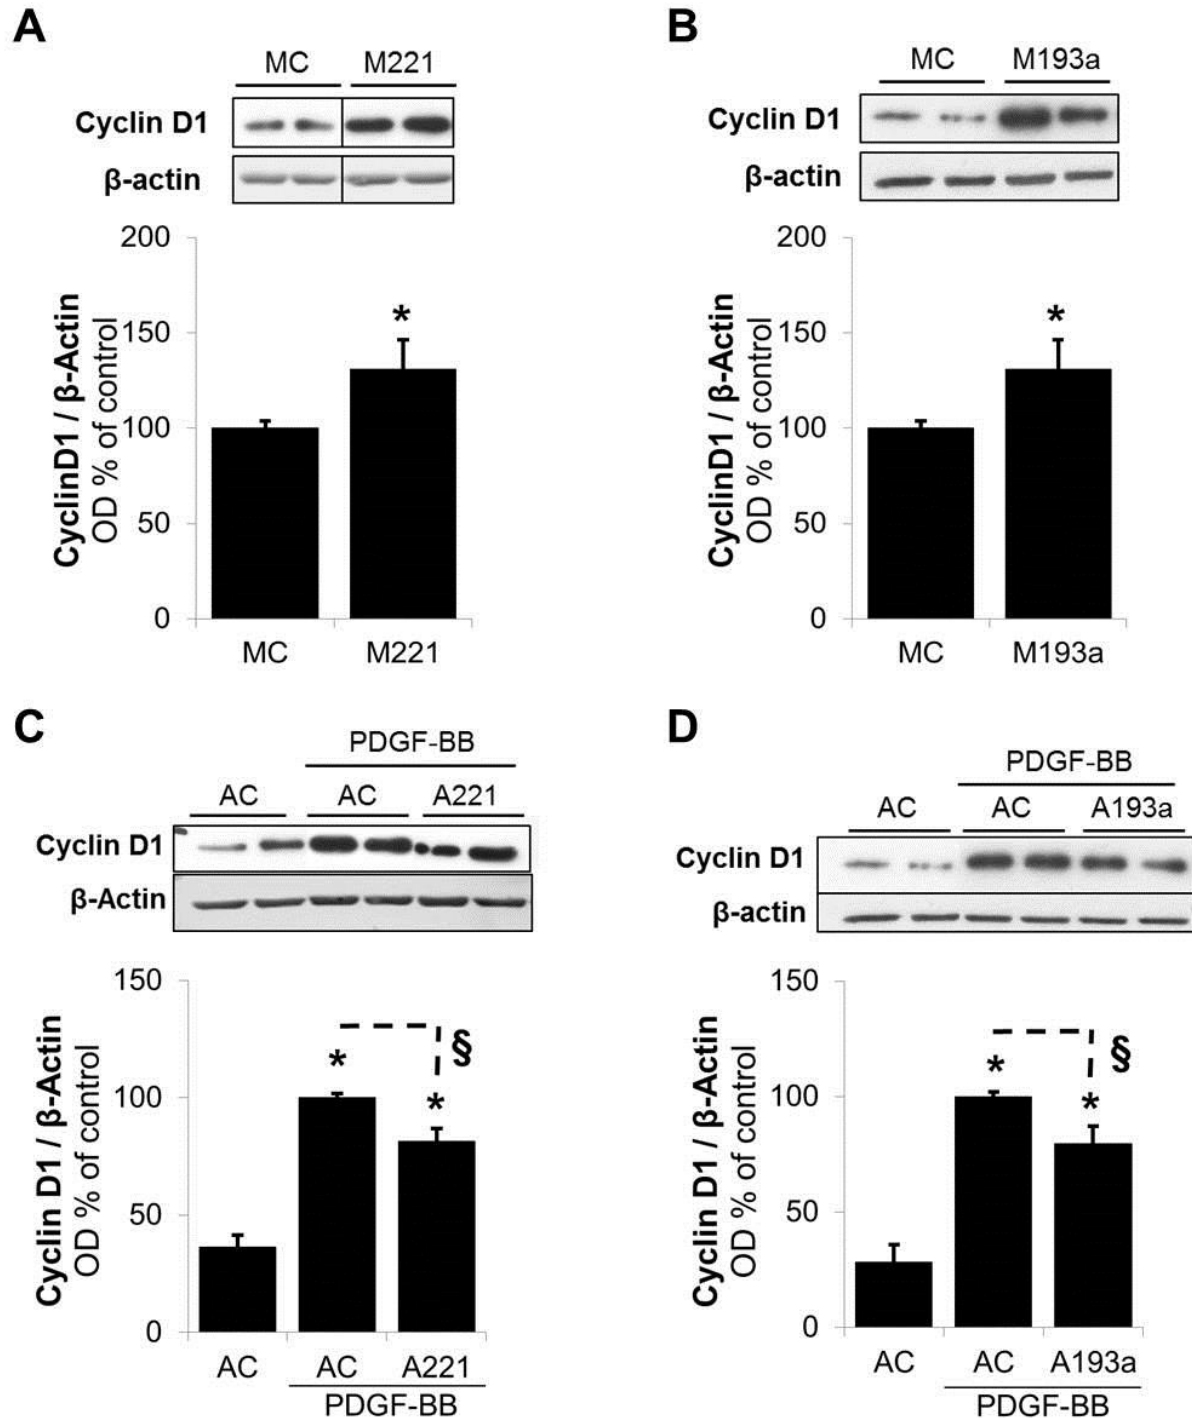 A
MC M221
Cyclin D1
β-actin
200
150
100
50
0
CyclinD1 / β-Actin
OD % of control
*
MC M221
B
MC M193a
Cyclin D1
β-actin
200
150
100
50
0
CyclinD1 / β-Actin
OD % of control
*
MC M193a
C
PDGF-BB
AC AC A221
Cyclin D1
β-Actin
150
100
50
0
Cyclin D1 / β-Actin
OD % of control
* * §
AC AC A221
PDGF-BB
D
PDGF-BB
AC AC A193a
Cyclin D1
β-actin
150
100
50
0
Cyclin D1 / β-Actin
OD % of control
* * §
AC AC A193a
PDGF-BB